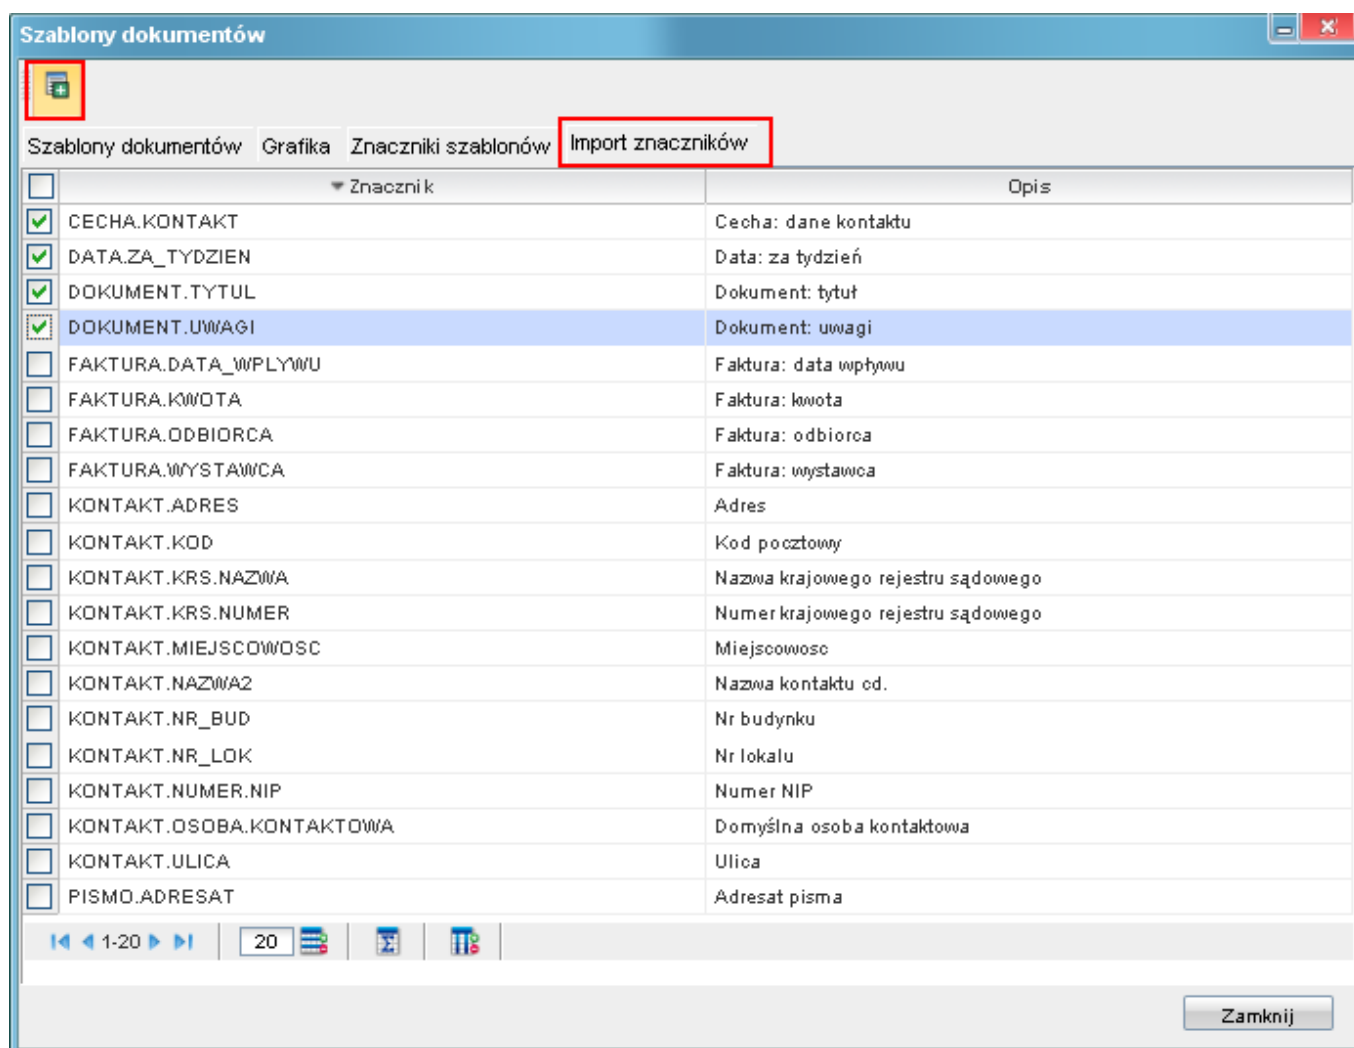 Szablony dokumentów
Szablony dokumentów Grafika Znaczniki szablonów Import znaczników
Znacznik Opis
CECHA.KONTAKT Cecha: dane kontaktu
DATA.ZA_TYDZIEN Data: za tydzień
DOKUMENT.TYTUL Dokument: tytuł
DOKUMENT.UWAGI Dokument: uwagi
FAKTURA.DATA_WPLYWU Faktura: data wpływu
FAKTURA.KWOTA Faktura: kwota
FAKTURA.ODBIORCA Faktura: odbiorca
FAKTURA.WYSTAWCA Faktura: wystawca
KONTAKT.ADRES Adres
KONTAKT.KOD Kod pocztowy
KONTAKT.KRS.NAZWA Nazwa krajowego rejestru sądowego
KONTAKT.KRS.NUMER Numer krajowego rejestru sądowego
KONTAKT.MIEJSCOWOSC Miejscowosc
KONTAKT.NAZWA2 Nazwa kontaktu cd.
KONTAKT.NR_BUD Nr budynku
KONTAKT.NR_LOK Nr lokalu
KONTAKT.NUMER.NIP Numer NIP
KONTAKT.OSOBA.KONTAKTOWA Domyślna osoba kontaktowa
KONTAKT.ULICA Ulica
PISMO.ADRESAT Adresat pisma
1-20 20
Zamknij